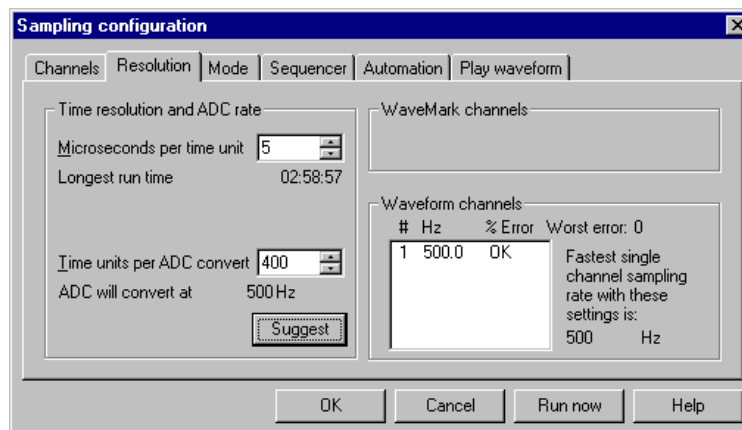 Sampling configuration
Channels Resolution Mode Sequencer Automation Play waveform
Time resolution and ADC rate
Microseconds per time unit 5
Longest run time 02:58:57
Time units per ADC convert 400
ADC will convert at 500 Hz
Suggest
WaveMark channels
Waveform channels
# Hz % Error Worst error: 0
1 500.0 OK
Fastest single
channel sampling
rate with these
settings is:
500 Hz
OK Cancel Run now Help